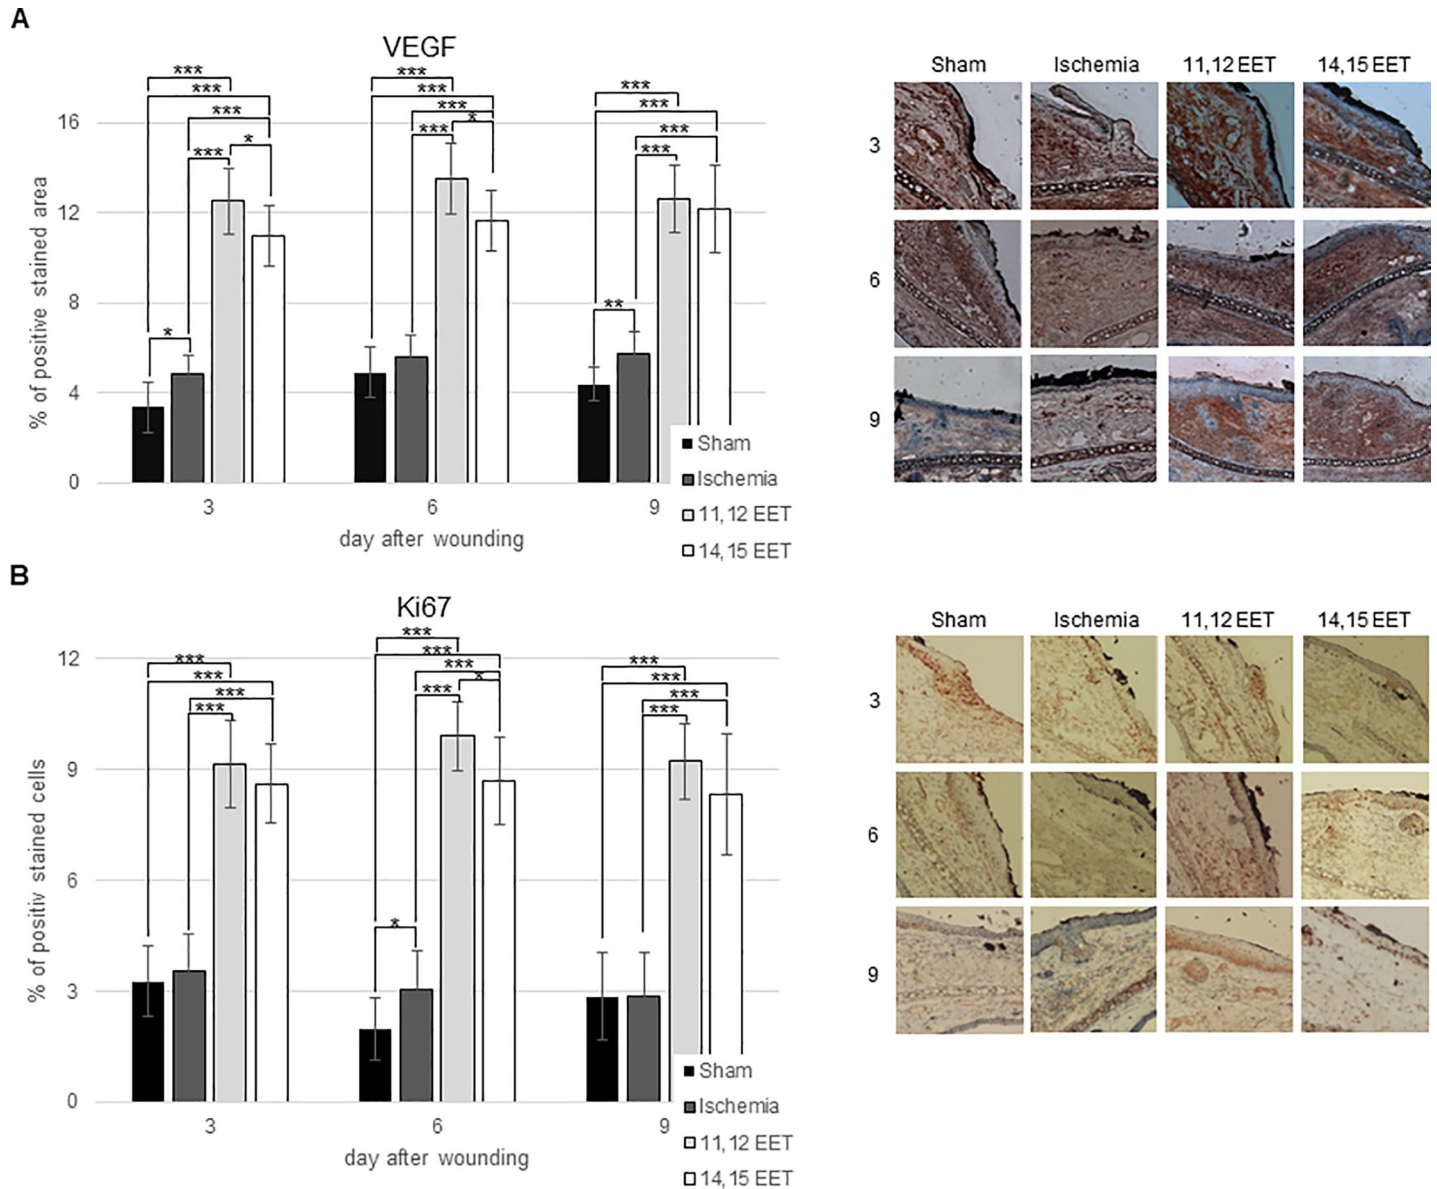 A
VEGF
% of positive stained area
16
12
8
4
0
*** *** *** *** * *
*** *** *** *** *
*** *** *** *** **
3 6 9
day after wounding
Sham
Ischemia
11,12 EET
14,15 EET
Sham Ischemia 11,12 EET 14,15 EET
3
6
9
B
Ki67
% of positiv stained cells
12
9
6
3
0
*** *** *** ***
*** *** *** *** * *
*** *** *** ***
3 6 9
day after wounding
Sham
Ischemia
11,12 EET
14,15 EET
Sham Ischemia 11,12 EET 14,15 EET
3
6
9